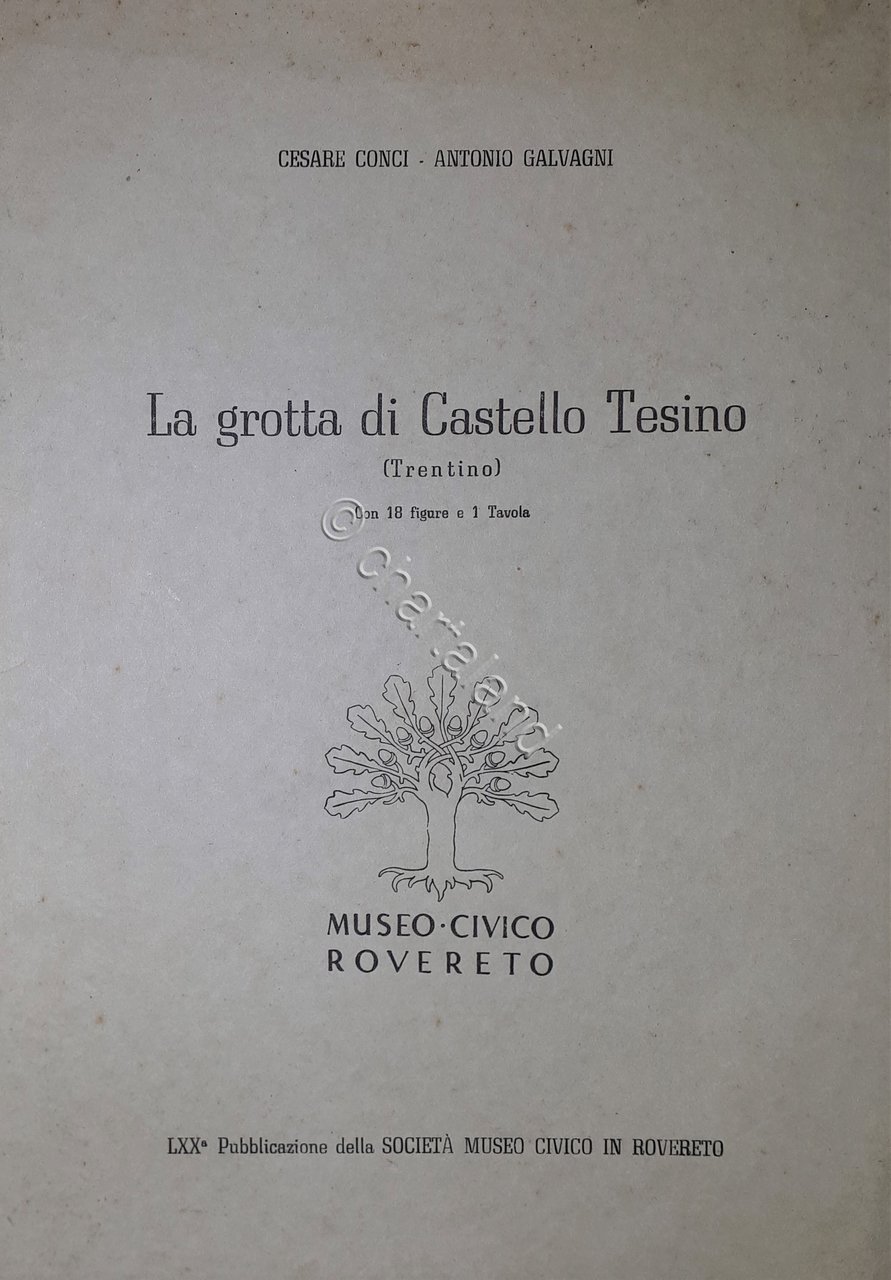 CESARE CONCI - ANTONIO GALVAGNI
La grotta di Castello Tesino
(Trentino)
Con 18 figure e 1 Tavola
© chartaland
MUSEO·CIVICO
ROVERETO
LXXª Pubblicazione della SOCIETÀ MUSEO CIVICO IN ROVERETO